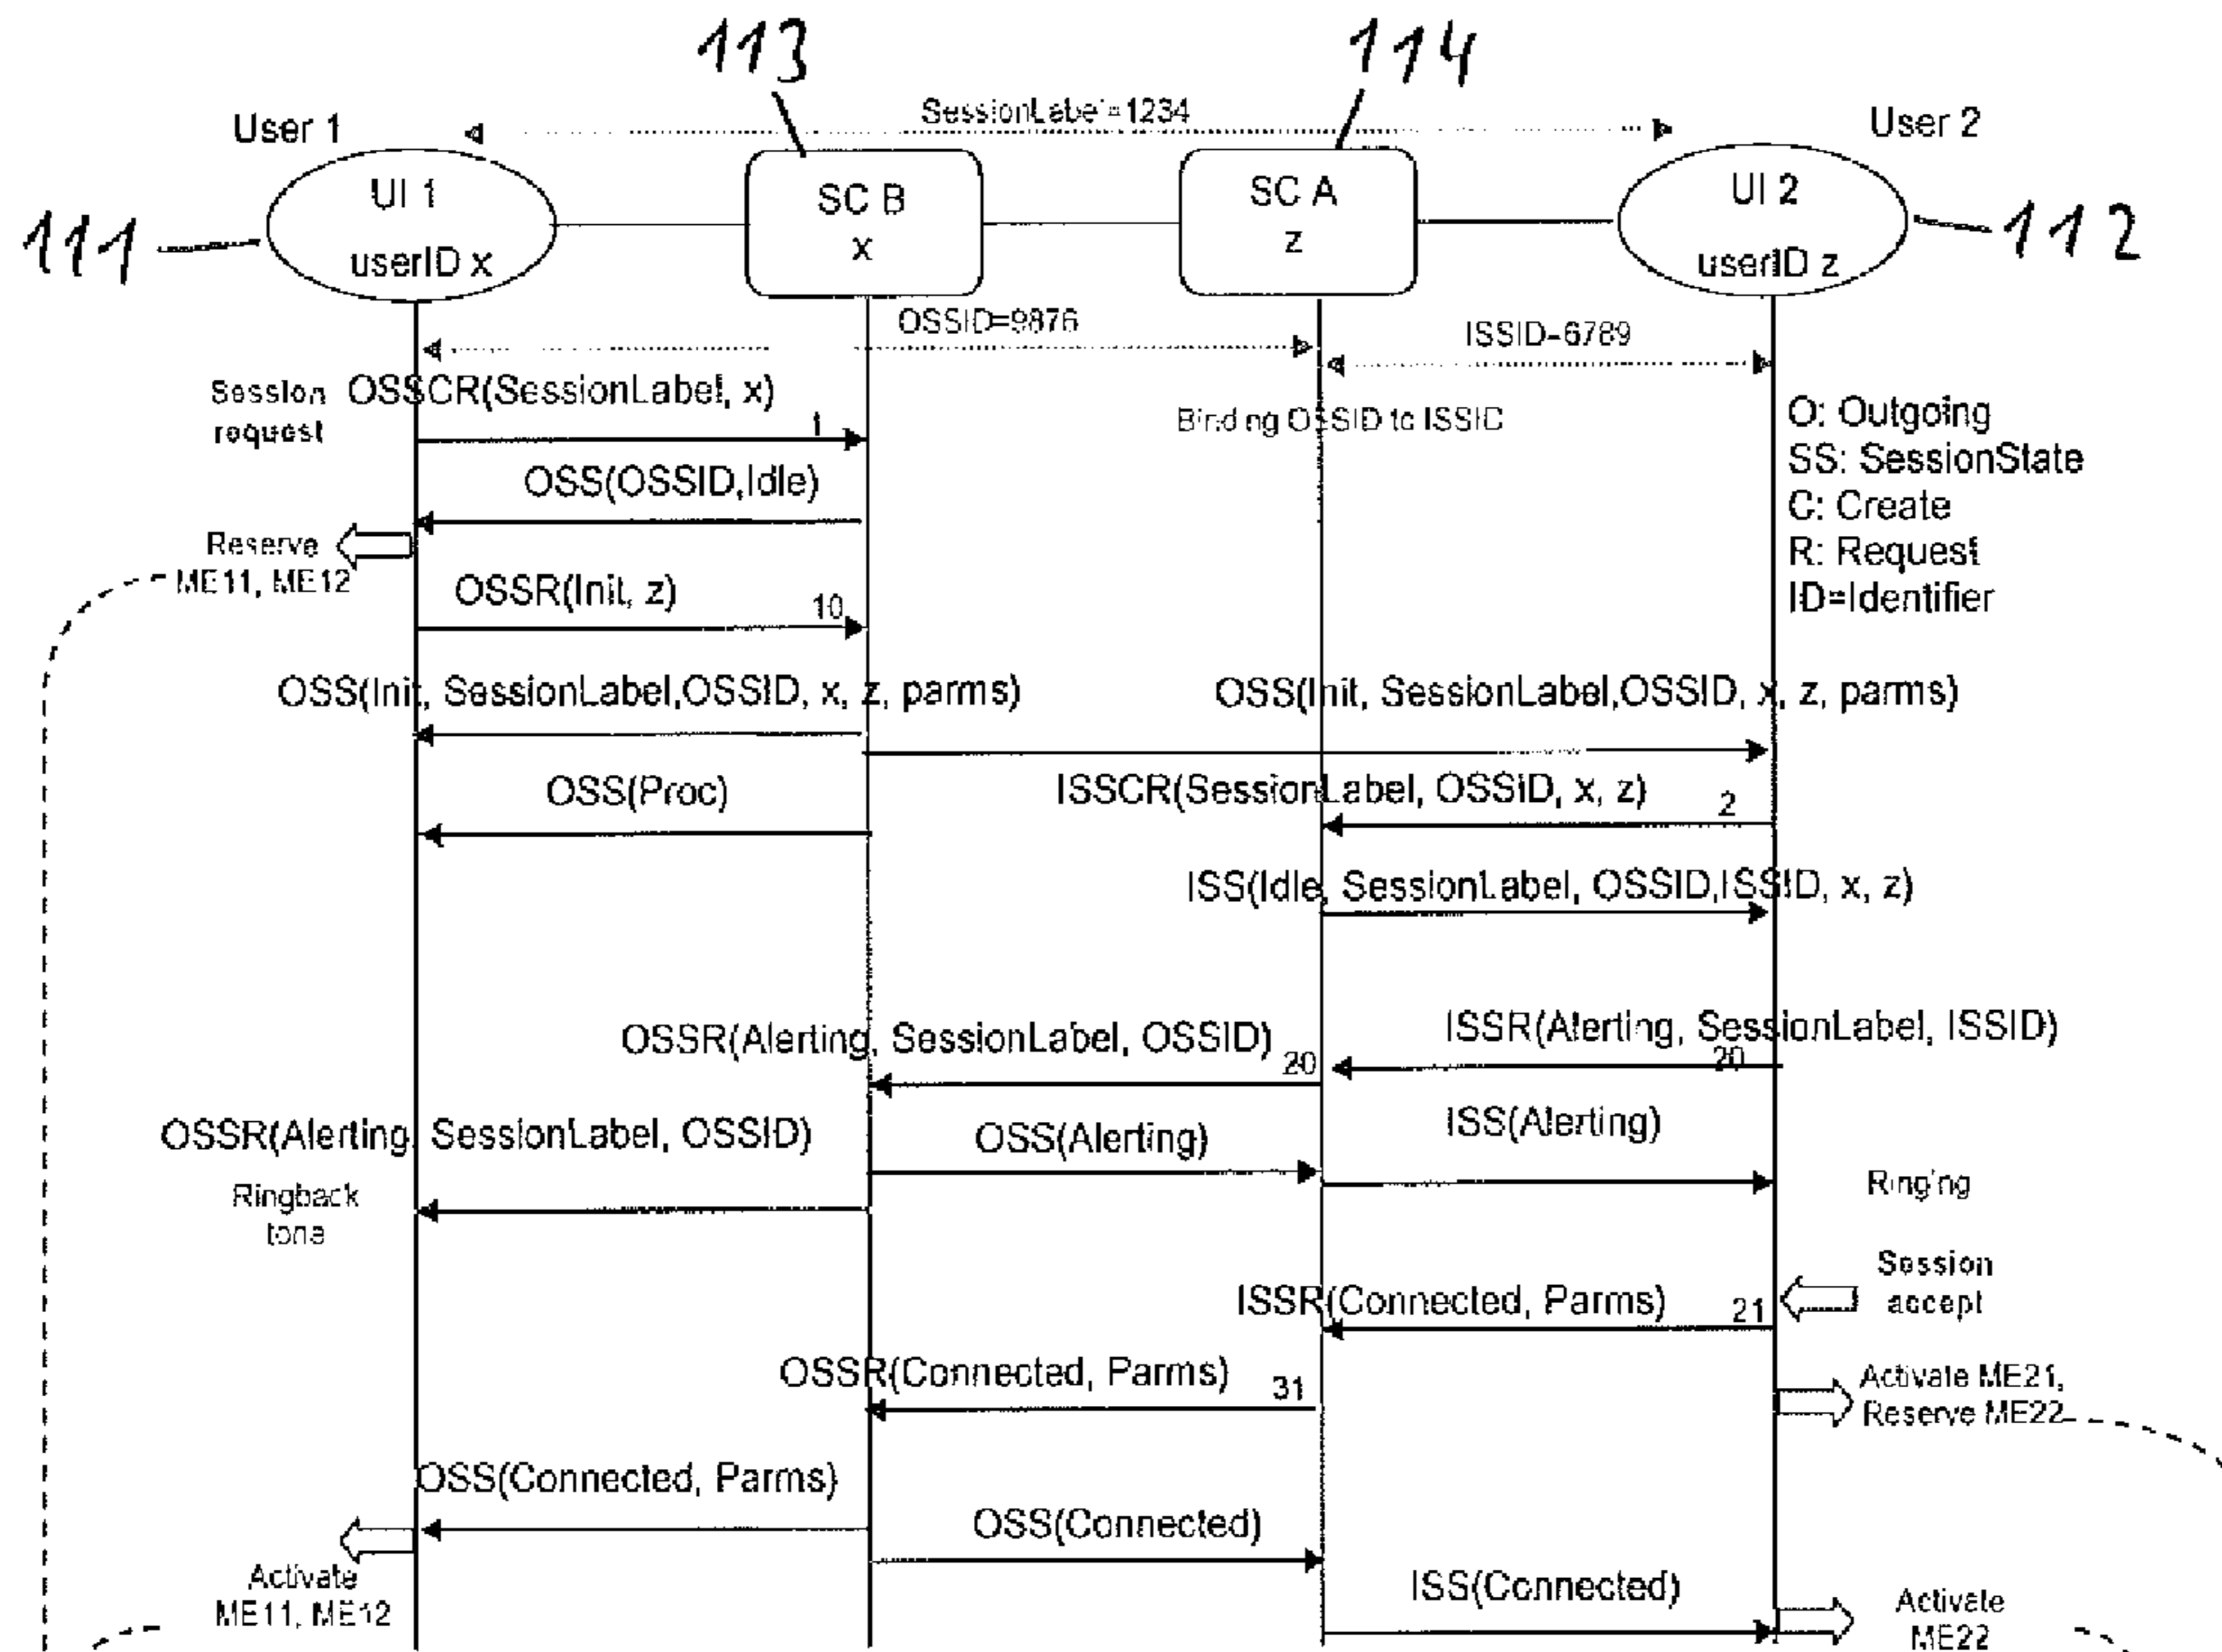 113
114
SessionLabel=1234
User 1
User 2
UI 1
userID x
SC B
x
SC A
z
UI 2
userID z
111
112
OSSID=9876
ISSID=6789
Session
request
OSSCR(SessionLabel, x)
1
Binding OSSID to ISSID
O: Outgoing
SS: SessionState
C: Create
R: Request
ID=Identifier
OSS(OSSID,Idle)
Reserve
ME11, ME12
OSSR(Init, z)
10
OSS(Init, SessionLabel,OSSID, x, z, parms)
OSS(Init, SessionLabel,OSSID, x, z, parms)
OSS(Proc)
ISSCR(SessionLabel, OSSID, x, z)
2
ISS(Idle, SessionLabel, OSSID,ISSID, x, z)
OSSR(Alerting, SessionLabel, OSSID)
20
ISSR(Alerting, SessionLabel, ISSID)
20
OSSR(Alerting, SessionLabel, OSSID)
OSS(Alerting)
ISS(Alerting)
Ringback
tone
Ringing
Session
accept
ISSR(Connected, Parms)
21
OSSR(Connected, Parms)
31
Activate ME21,
Reserve ME22
OSS(Connected, Parms)
OSS(Connected)
Activate
ME11, ME12
ISS(Connected)
Activate
ME22